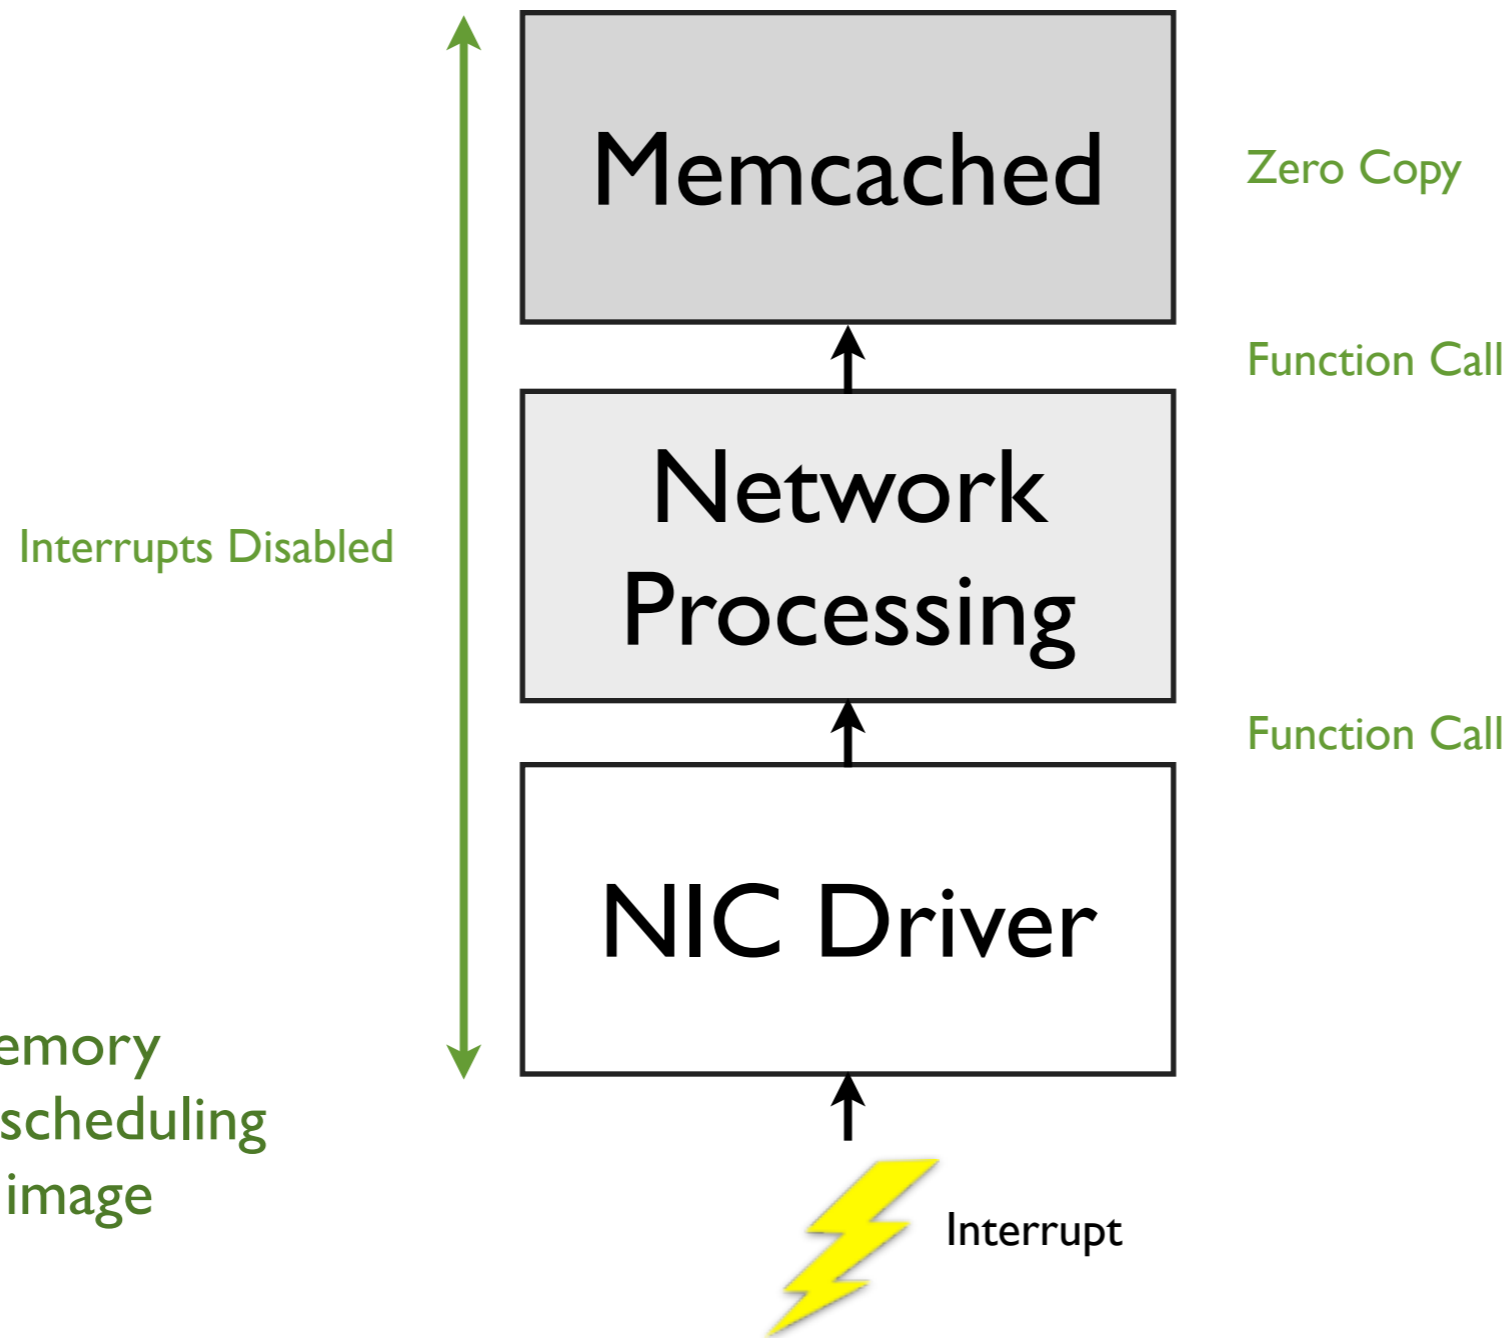 Memcached
Zero Copy
Function Call
Network
Processing
Interrupts Disabled
Function Call
NIC Driver
emory
scheduling
image
Interrupt